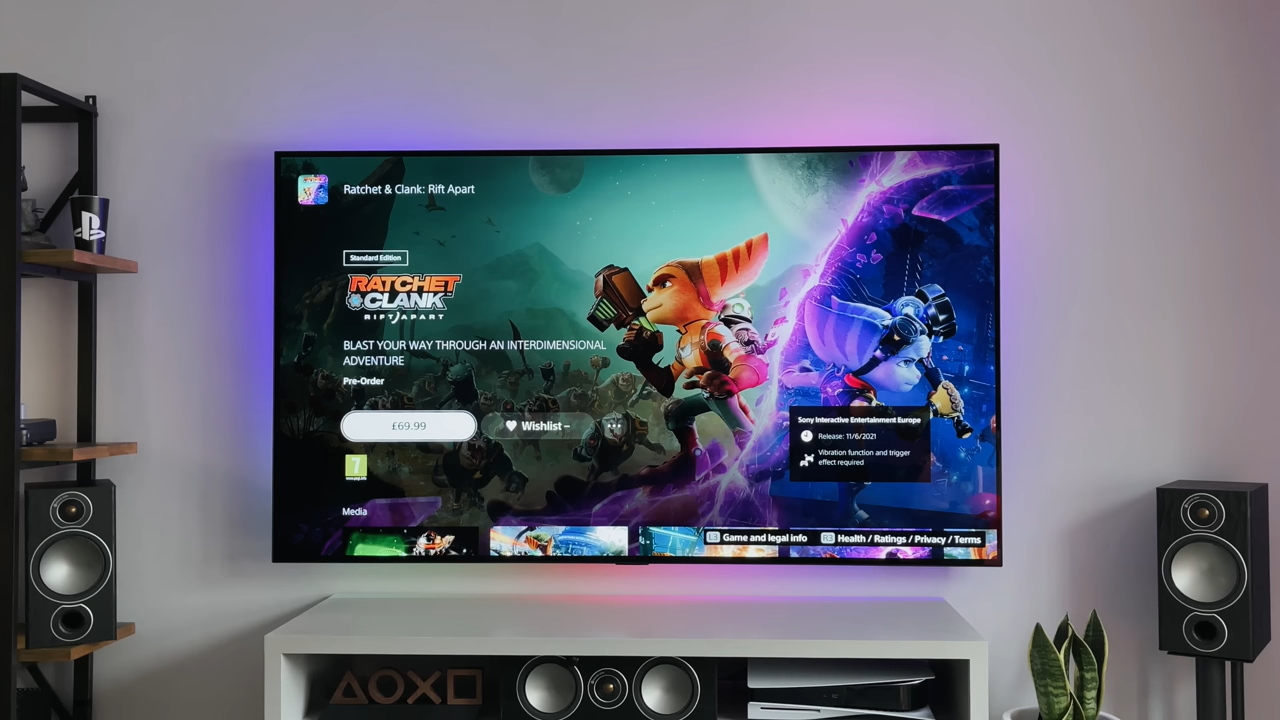 Ratchet & Clank: Rift Apart
Standard Edition
RATCHET
& CLANK
RIFT APART
BLAST YOUR WAY THROUGH AN INTERDIMENSIONAL
ADVENTURE
Pre-Order
£69.99
Wishlist –
Sony Interactive Entertainment Europe
Release: 11/6/2021
Vibration function and trigger
effect required
7
Media
Game and legal info
R3 Health / Ratings / Privacy / Terms